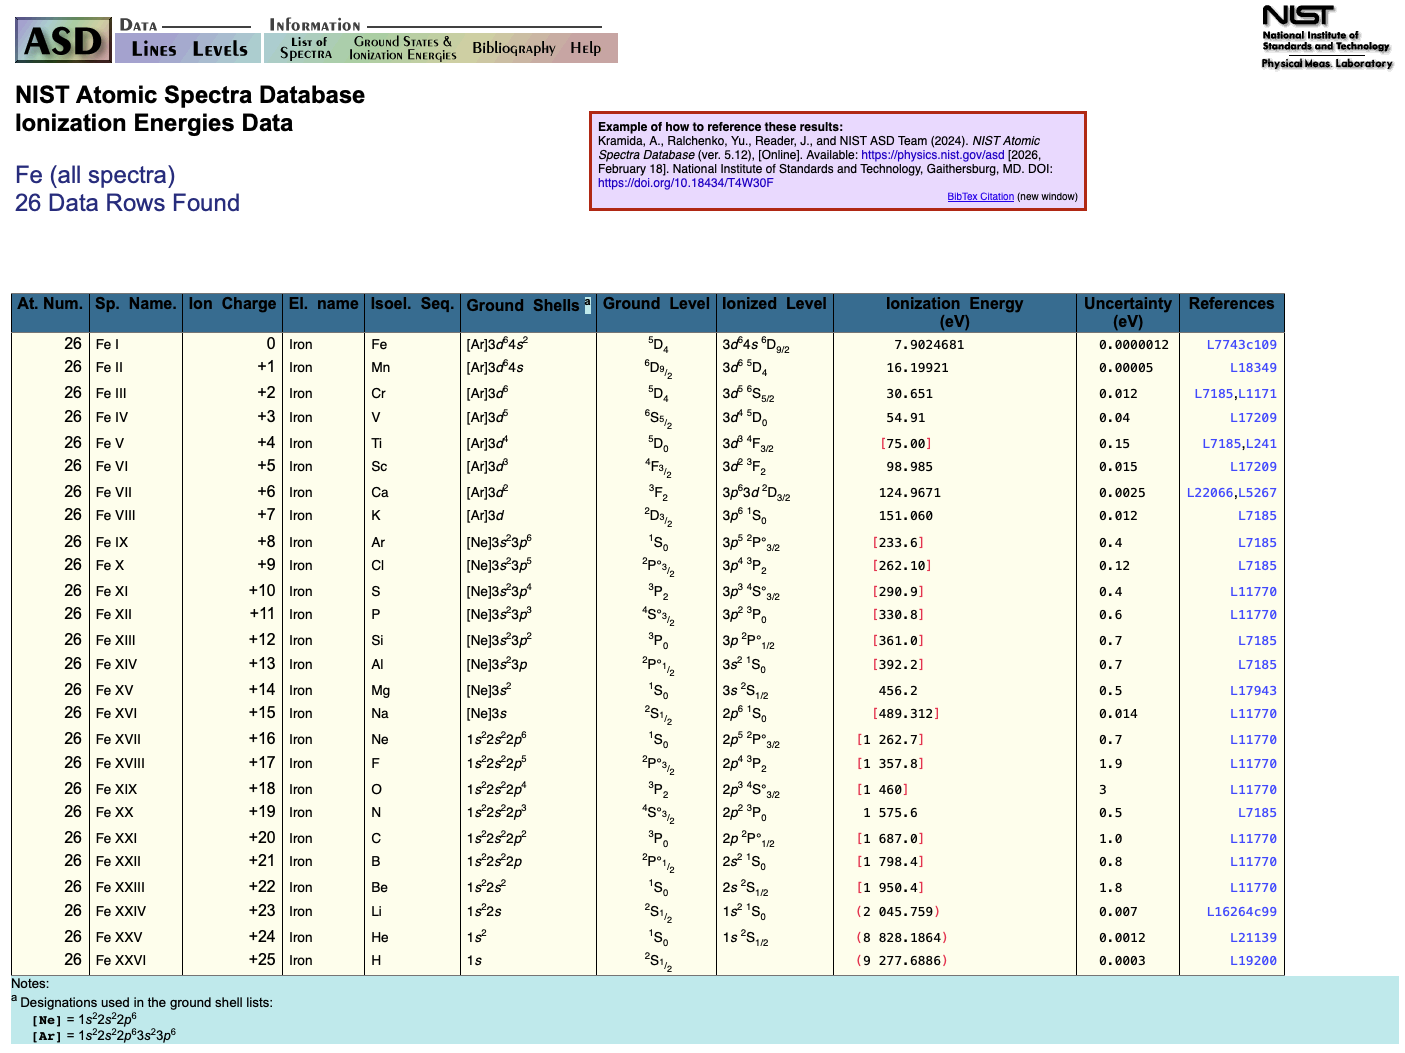 ASD
DATA
LINES LEVELS
INFORMATION
List of SPECTRA
GROUND STATES & IONIZATION ENERGIES
Bibliography
Help
NIST
National Institute of
Standards and Technology
Physical Meas. Laboratory
NIST Atomic Spectra Database
Ionization Energies Data
Fe (all spectra)
26 Data Rows Found
Example of how to reference these results:
Kramida, A., Ralchenko, Yu., Reader, J., and NIST ASD Team (2024). NIST Atomic
Spectra Database (ver. 5.12), [Online]. Available: https://physics.nist.gov/asd [2026,
February 18]. National Institute of Standards and Technology, Gaithersburg, MD. DOI:
https://doi.org/10.18434/T4W30F
BibTex Citation (new window)
At. Num. Sp. Name. Ion Charge El. name Isoel. Seq. Ground Shells a Ground Level Ionized Level Ionization Energy (eV) Uncertainty (eV) References
26 Fe I 0 Iron Fe [Ar]3d⁶4s² ⁵D₄ 3d⁶4s ⁶D₉/₂ 7.9024681 0.0000012 L7743c109
26 Fe II +1 Iron Mn [Ar]3d⁶4s ⁶D₉/₂ 3d⁶ ⁵D₄ 16.19921 0.00005 L18349
26 Fe III +2 Iron Cr [Ar]3d⁶ ⁵D₄ 3d⁵ ⁶S₅/₂ 30.651 0.012 L7185,L1171
26 Fe IV +3 Iron V [Ar]3d⁵ ⁶S₅/₂ 3d⁴ ⁵D₀ 54.91 0.04 L17209
26 Fe V +4 Iron Ti [Ar]3d⁴ ⁵D₀ 3d³ ⁴F₃/₂ [75.00] 0.15 L7185,L241
26 Fe VI +5 Iron Sc [Ar]3d³ ⁴F₃/₂ 3d² ³F₂ 98.985 0.015 L17209
26 Fe VII +6 Iron Ca [Ar]3d² ³F₂ 3p⁶3d ²D₃/₂ 124.9671 0.0025 L22066,L5267
26 Fe VIII +7 Iron K [Ar]3d ²D₃/₂ 3p⁶ ¹S₀ 151.060 0.012 L7185
26 Fe IX +8 Iron Ar [Ne]3s²3p⁶ ¹S₀ 3p⁵ ²P°₃/₂ [233.6] 0.4 L7185
26 Fe X +9 Iron Cl [Ne]3s²3p⁵ ²P°₃/₂ 3p⁴ ³P₂ [262.10] 0.12 L7185
26 Fe XI +10 Iron S [Ne]3s²3p⁴ ³P₂ 3p³ ⁴S°₃/₂ [290.9] 0.4 L11770
26 Fe XII +11 Iron P [Ne]3s²3p³ ⁴S°₃/₂ 3p² ³P₀ [330.8] 0.6 L11770
26 Fe XIII +12 Iron Si [Ne]3s²3p² ³P₀ 3p ²P°₁/₂ [361.0] 0.7 L7185
26 Fe XIV +13 Iron Al [Ne]3s²3p ²P°₁/₂ 3s² ¹S₀ [392.2] 0.7 L7185
26 Fe XV +14 Iron Mg [Ne]3s² ¹S₀ 3s ²S₁/₂ 456.2 0.5 L17943
26 Fe XVI +15 Iron Na [Ne]3s ²S₁/₂ 2p⁶ ¹S₀ [489.312] 0.014 L11770
26 Fe XVII +16 Iron Ne 1s²2s²2p⁶ ¹S₀ 2p⁵ ²P°₃/₂ [1 262.7] 0.7 L11770
26 Fe XVIII +17 Iron F 1s²2s²2p⁵ ²P°₃/₂ 2p⁴ ³P₂ [1 357.8] 1.9 L11770
26 Fe XIX +18 Iron O 1s²2s²2p⁴ ³P₂ 2p³ ⁴S°₃/₂ [1 460] 3 L11770
26 Fe XX +19 Iron N 1s²2s²2p³ ⁴S°₃/₂ 2p² ³P₀ 1 575.6 0.5 L7185
26 Fe XXI +20 Iron C 1s²2s²2p² ³P₀ 2p ²P°₁/₂ [1 687.0] 1.0 L11770
26 Fe XXII +21 Iron B 1s²2s²2p ²P°₁/₂ 2s² ¹S₀ [1 798.4] 0.8 L11770
26 Fe XXIII +22 Iron Be 1s²2s² ¹S₀ 2s ²S₁/₂ [1 950.4] 1.8 L11770
26 Fe XXIV +23 Iron Li 1s²2s ²S₁/₂ 1s² ¹S₀ (2 045.759) 0.007 L16264c99
26 Fe XXV +24 Iron He 1s² ¹S₀ 1s ²S₁/₂ (8 828.1864) 0.0012 L21139
26 Fe XXVI +25 Iron H 1s ²S₁/₂ (9 277.6886) 0.0003 L19200
Notes:
a Designations used in the ground shell lists:
[Ne] = 1s²2s²2p⁶
[Ar] = 1s²2s²2p⁶3s²3p⁶